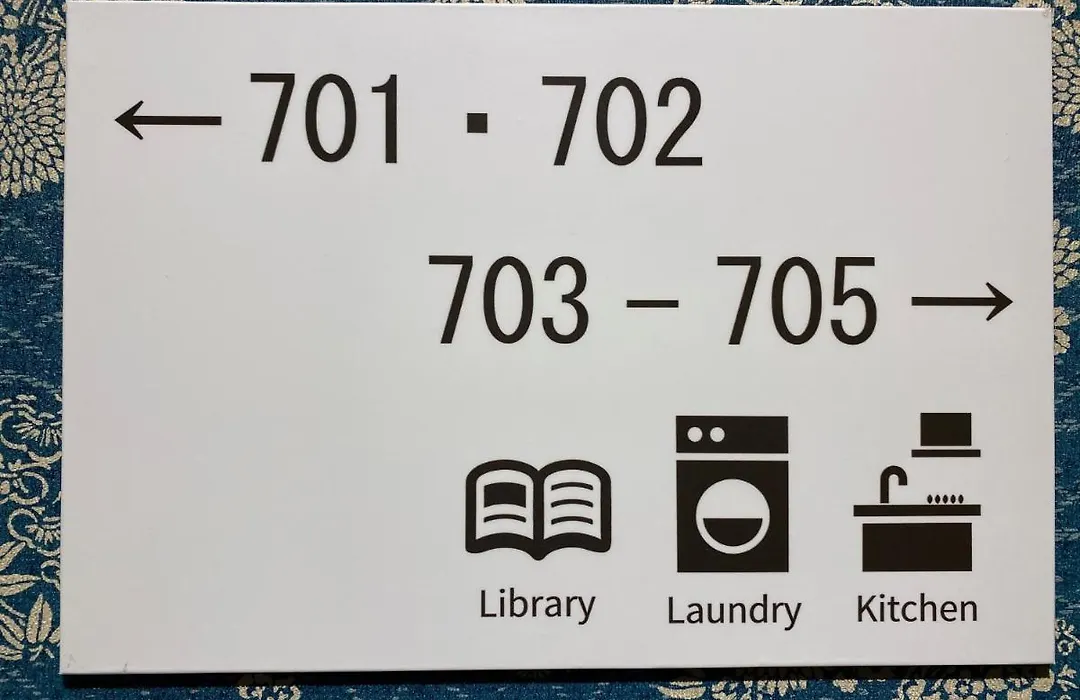 ← 701 ▪ 702
703 – 705 →
Library Laundry Kitchen